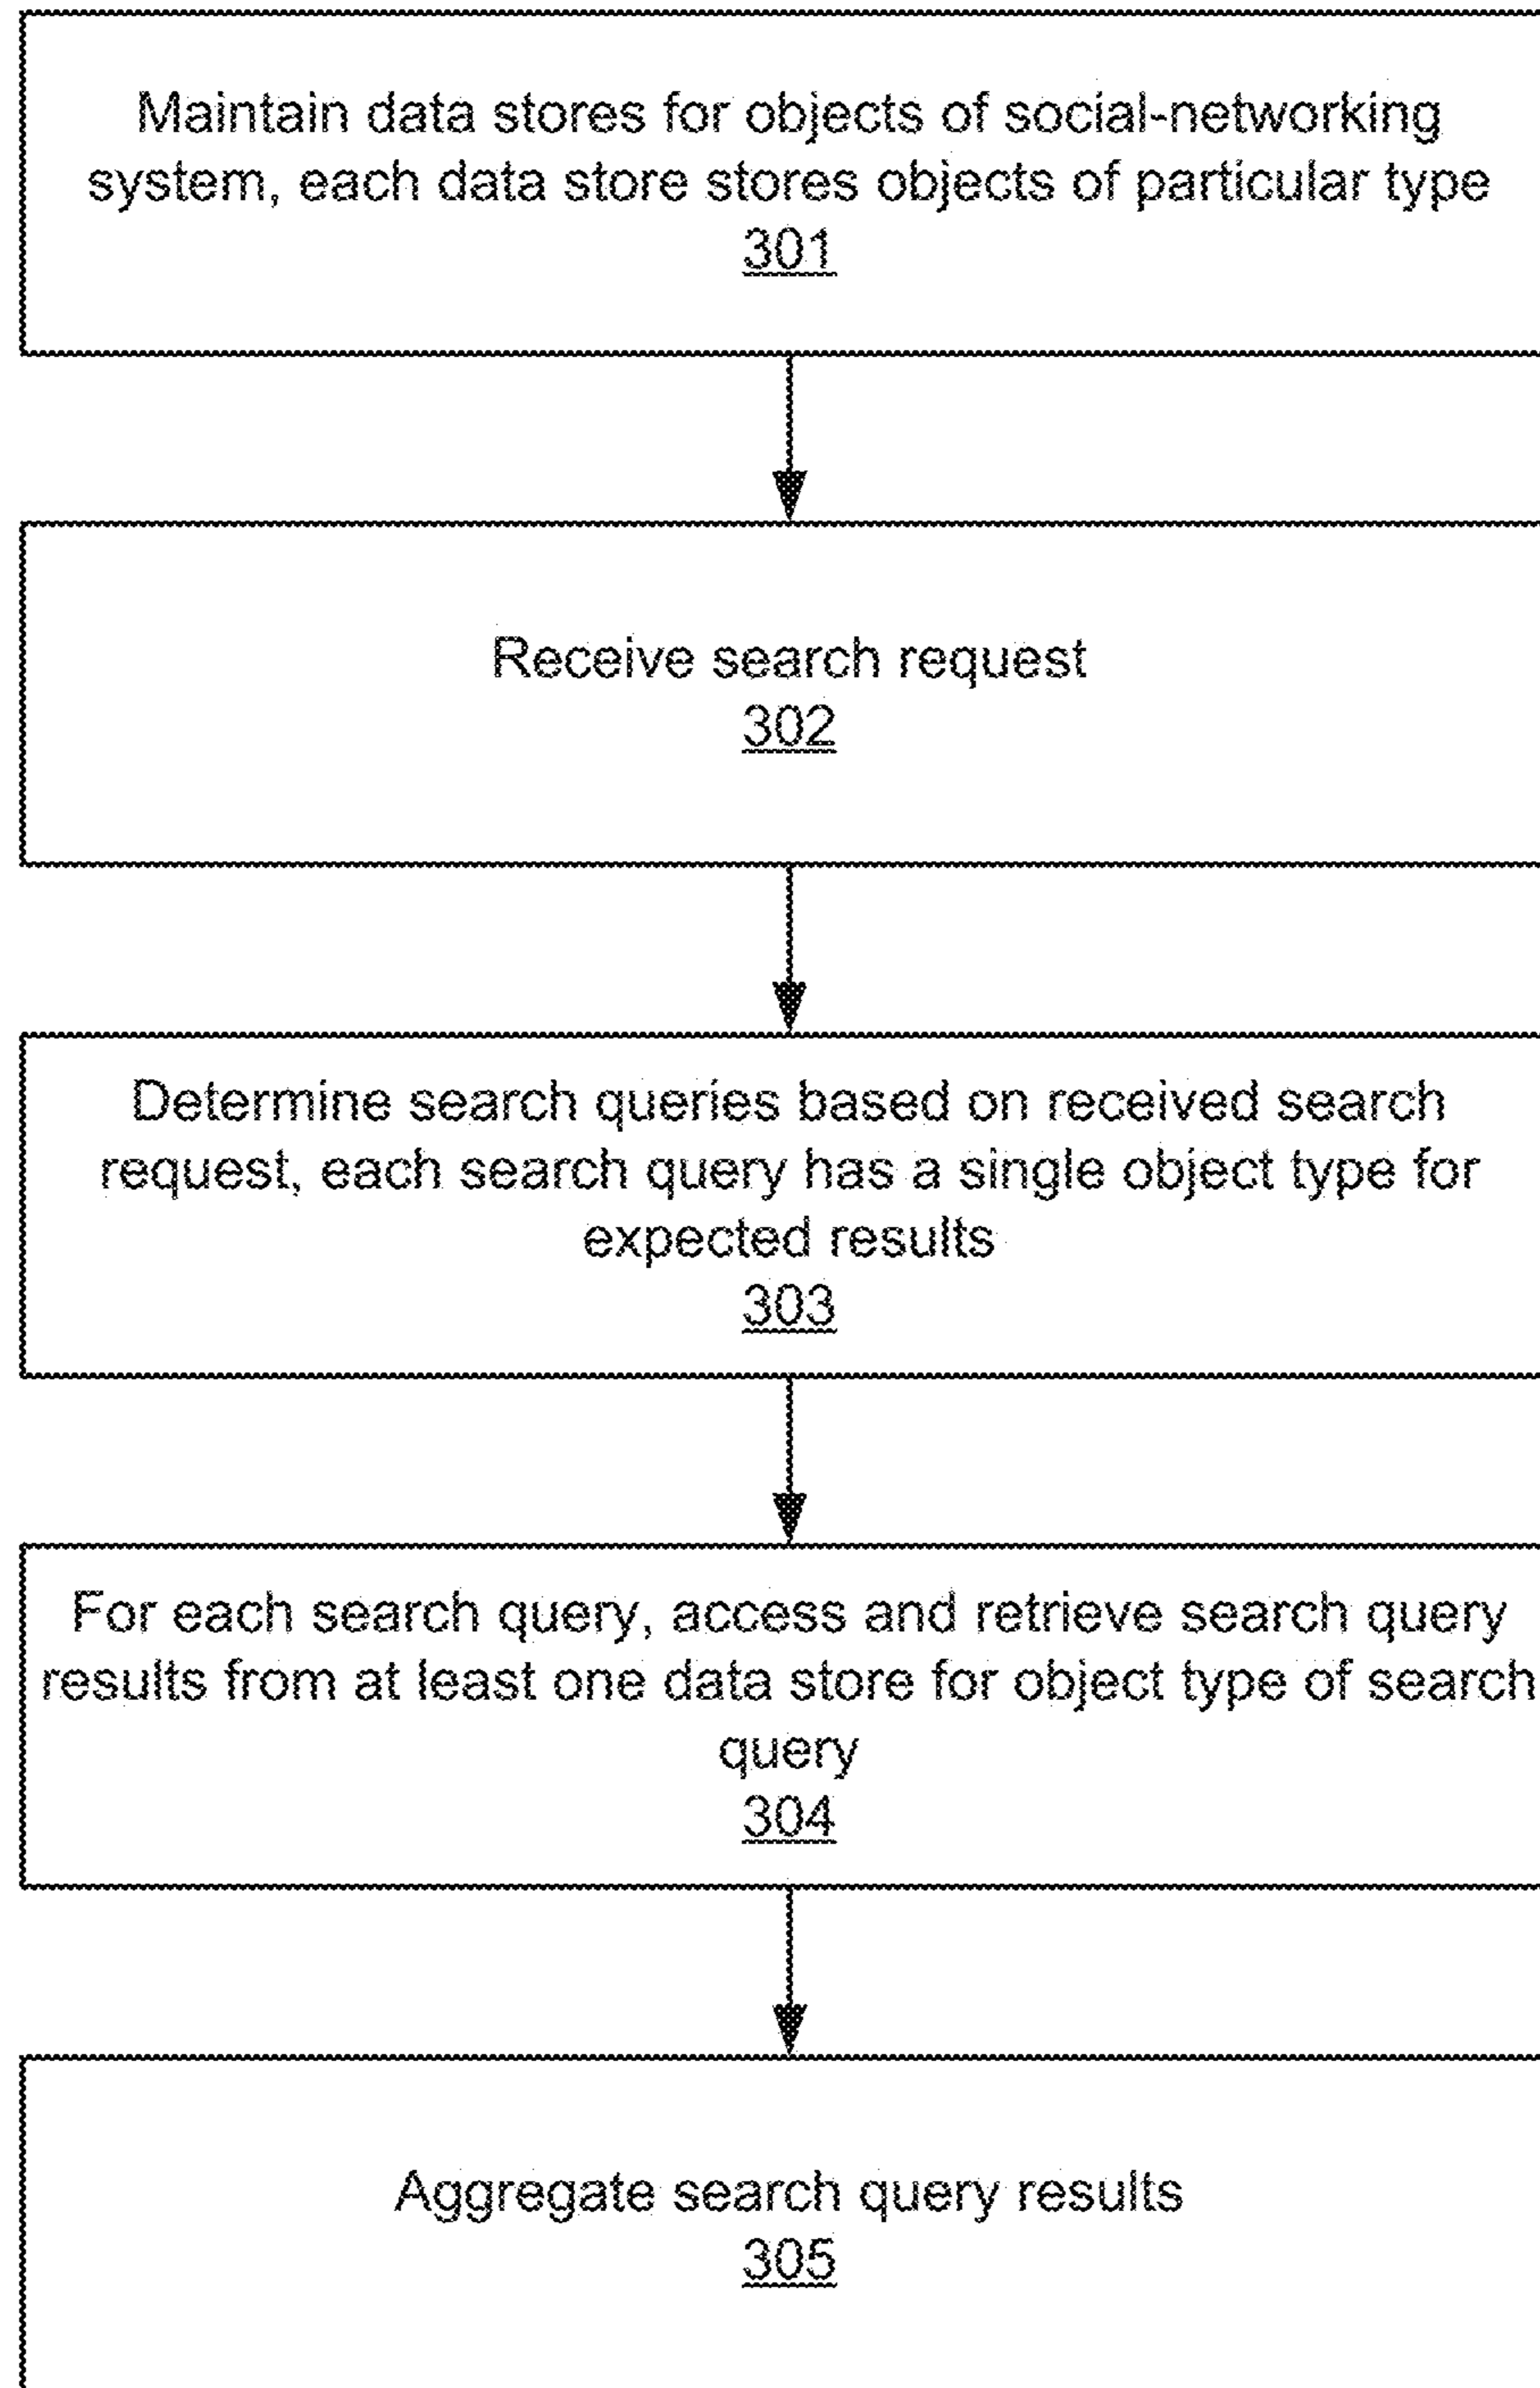 Maintain data stores for objects of social-networking
system, each data store stores objects of particular type
301
Receive search request
302
Determine search queries based on received search
request, each search query has a single object type for
expected results
303
For each search query, access and retrieve search query
results from at least one data store for object type of search
query
304
Aggregate search query results
305